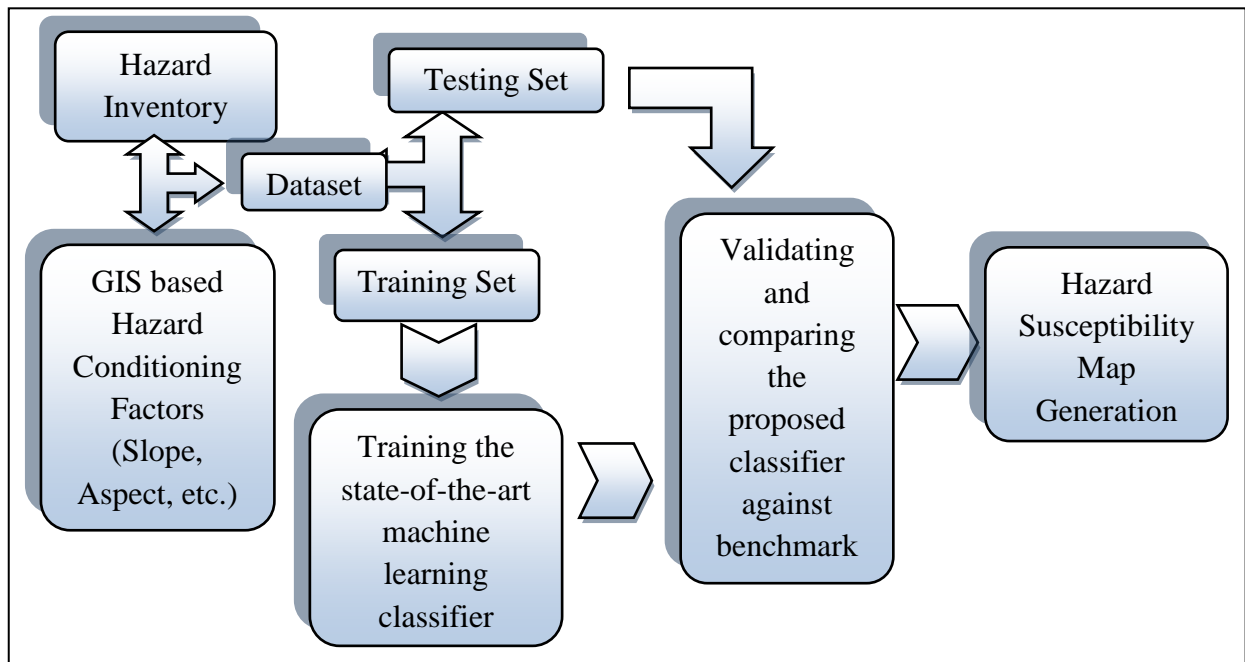 Hazard
Inventory
Testing Set
Dataset
Training Set
GIS based
Hazard
Conditioning
Factors
(Slope,
Aspect, etc.)
Training the
state-of-the-art
machine
learning
classifier
Validating
and
comparing
the
proposed
classifier
against
benchmark
Hazard
Susceptibility
Map
Generation